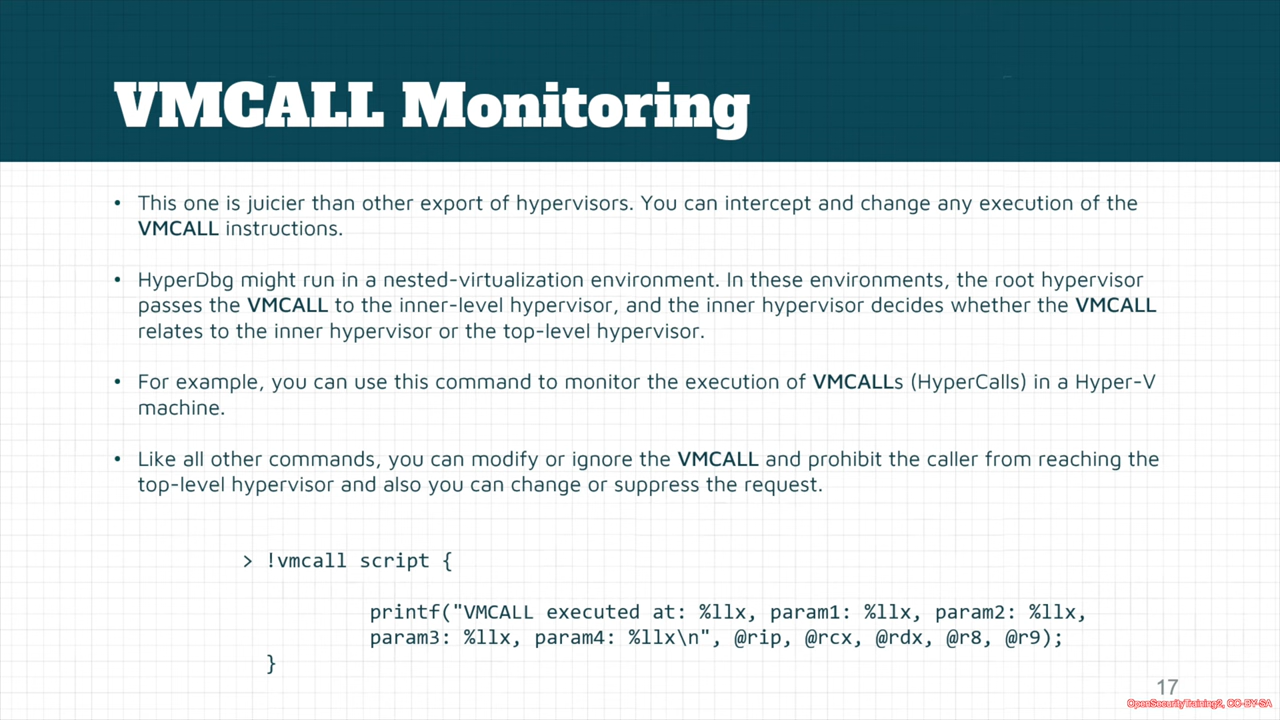 VMCALL Monitoring
• This one is juicier than other export of hypervisors. You can intercept and change any execution of the
VMCALL instructions.
• HyperDbg might run in a nested-virtualization environment. In these environments, the root hypervisor
passes the VMCALL to the inner-level hypervisor, and the inner hypervisor decides whether the VMCALL
relates to the inner hypervisor or the top-level hypervisor.
• For example, you can use this command to monitor the execution of VMCALLs (HyperCalls) in a Hyper-V
machine.
• Like all other commands, you can modify or ignore the VMCALL and prohibit the caller from reaching the
top-level hypervisor and also you can change or suppress the request.
> !vmcall script {
printf("VMCALL executed at: %llx, param1: %llx, param2: %llx,
param3: %llx, param4: %llx\n", @rip, @rcx, @rdx, @r8, @r9);
}
17
OpenSecurityTraining2, CC-BY-SA